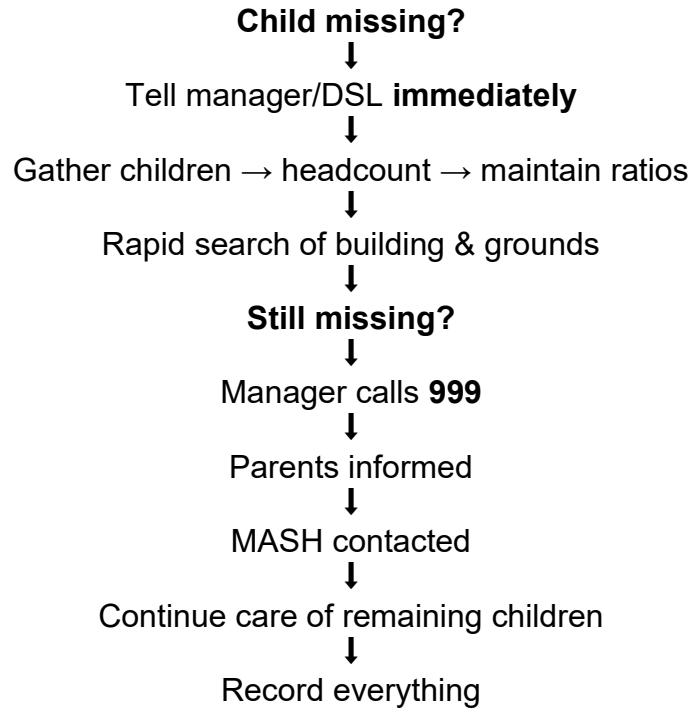 Child missing?
Tell manager/DSL immediately
Gather children → headcount → maintain ratios
Rapid search of building & grounds
Still missing?
Manager calls 999
Parents informed
MASH contacted
Continue care of remaining children
Record everything